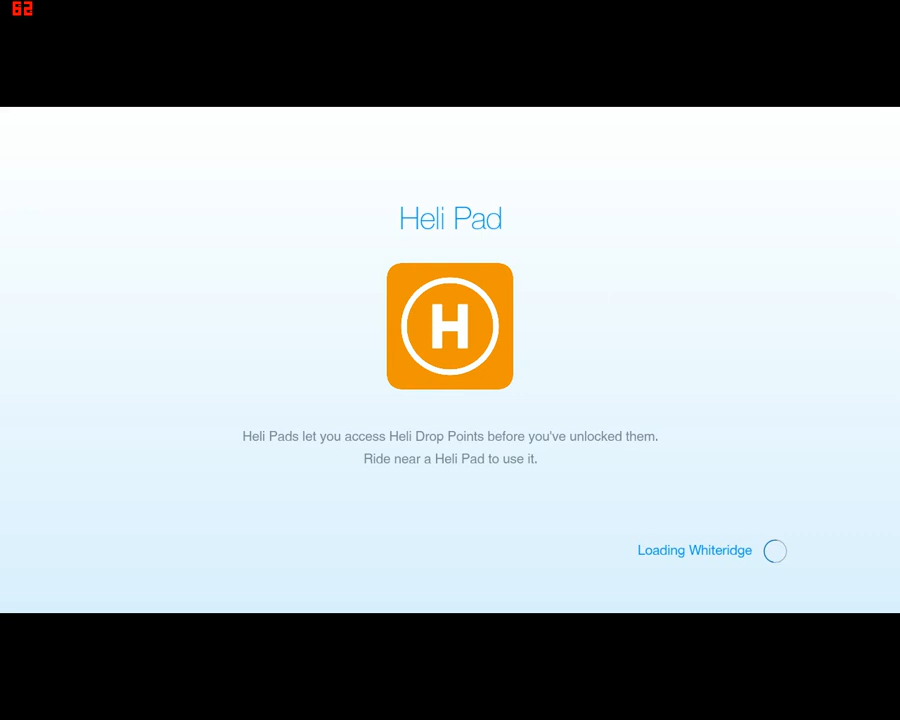 62
Heli Pad
H
Heli Pads let you access Heli Drop Points before you've unlocked them.
Ride near a Heli Pad to use it.
Loading Whiteridge